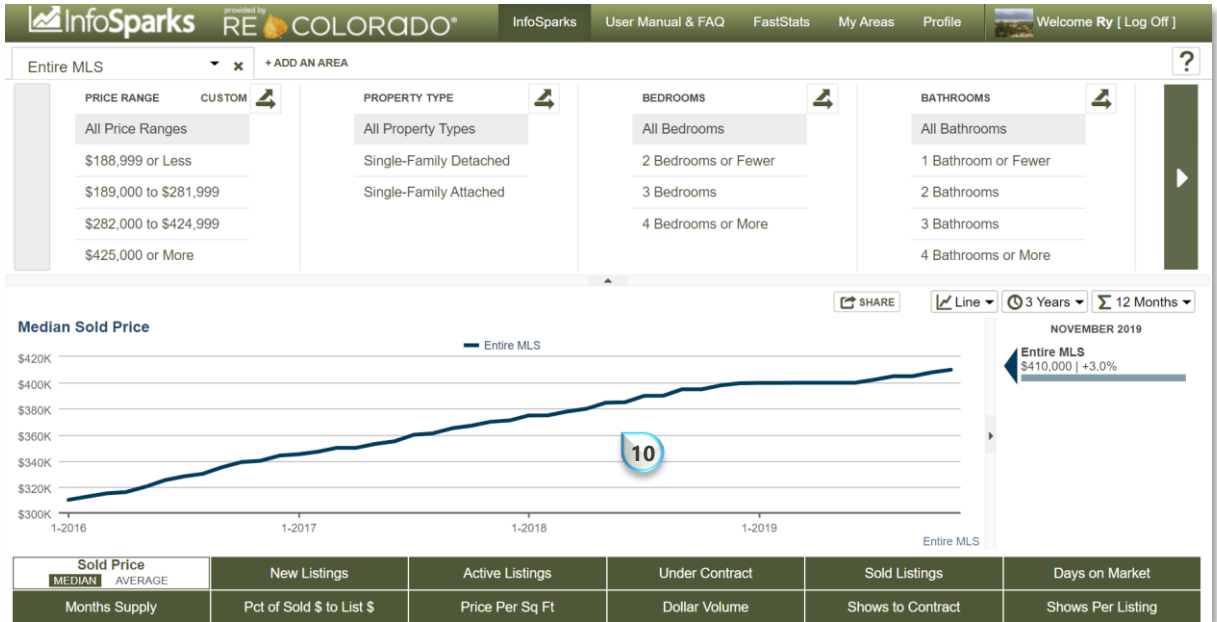 InfoSparks
provided by
RECOLORADO®
InfoSparks
User Manual & FAQ
FastStats
My Areas
Profile
Welcome Ry [ Log Off ]
Entire MLS
+ ADD AN AREA
?
PRICE RANGE
CUSTOM
All Price Ranges
$188,999 or Less
$189,000 to $281,999
$282,000 to $424,999
$425,000 or More
PROPERTY TYPE
All Property Types
Single-Family Detached
Single-Family Attached
BEDROOMS
All Bedrooms
2 Bedrooms or Fewer
3 Bedrooms
4 Bedrooms or More
BATHROOMS
All Bathrooms
1 Bathroom or Fewer
2 Bathrooms
3 Bathrooms
4 Bathrooms or More
SHARE
Line
3 Years
12 Months
Median Sold Price
Entire MLS
$420K
$400K
$380K
$360K
$340K
$320K
$300K
1-2016
1-2017
1-2018
1-2019
10
Entire MLS
NOVEMBER 2019
Entire MLS
$410,000 | +3.0%
Sold Price
MEDIAN AVERAGE
New Listings
Active Listings
Under Contract
Sold Listings
Days on Market
Months Supply
Pct of Sold $ to List $
Price Per Sq Ft
Dollar Volume
Shows to Contract
Shows Per Listing